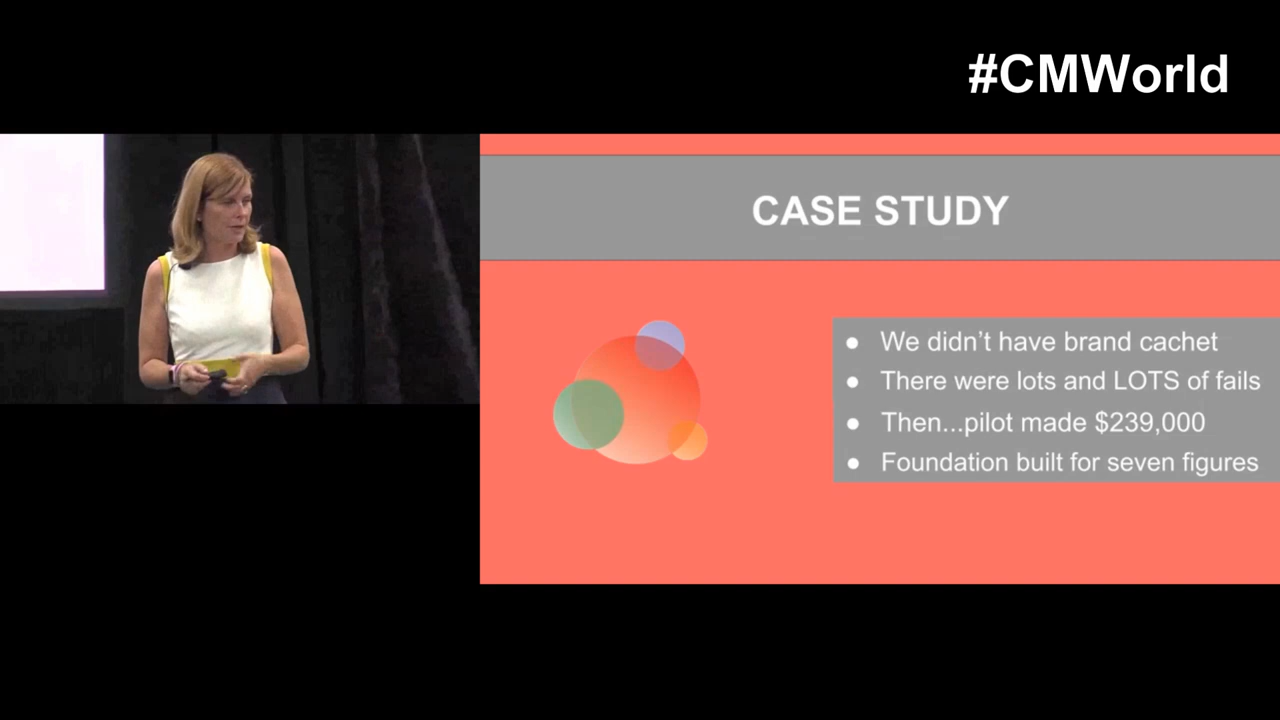 #CMWorld
CASE STUDY
● We didn’t have brand cachet
● There were lots and LOTS of fails
● Then...pilot made $239,000
● Foundation built for seven figures